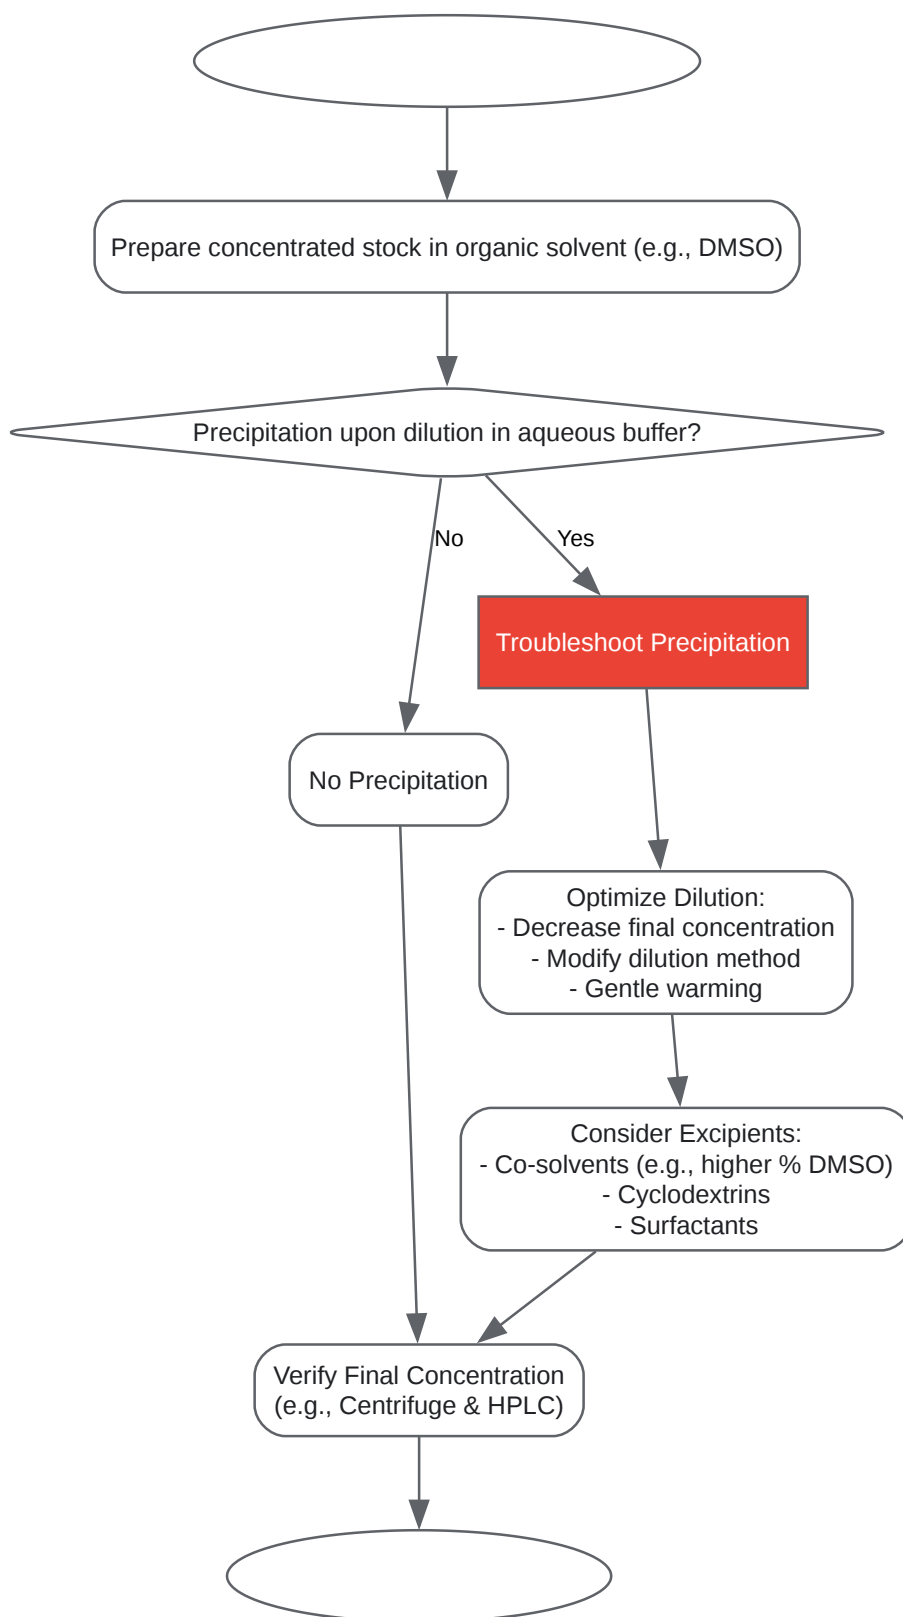 Prepare concentrated stock in organic solvent (e.g., DMSO)
Precipitation upon dilution in aqueous buffer?
No
Yes
Troubleshoot Precipitation
No Precipitation
Optimize Dilution:
- Decrease final concentration
- Modify dilution method
- Gentle warming
Consider Excipients:
- Co-solvents (e.g., higher % DMSO)
- Cyclodextrins
- Surfactants
Verify Final Concentration
(e.g., Centrifuge & HPLC)